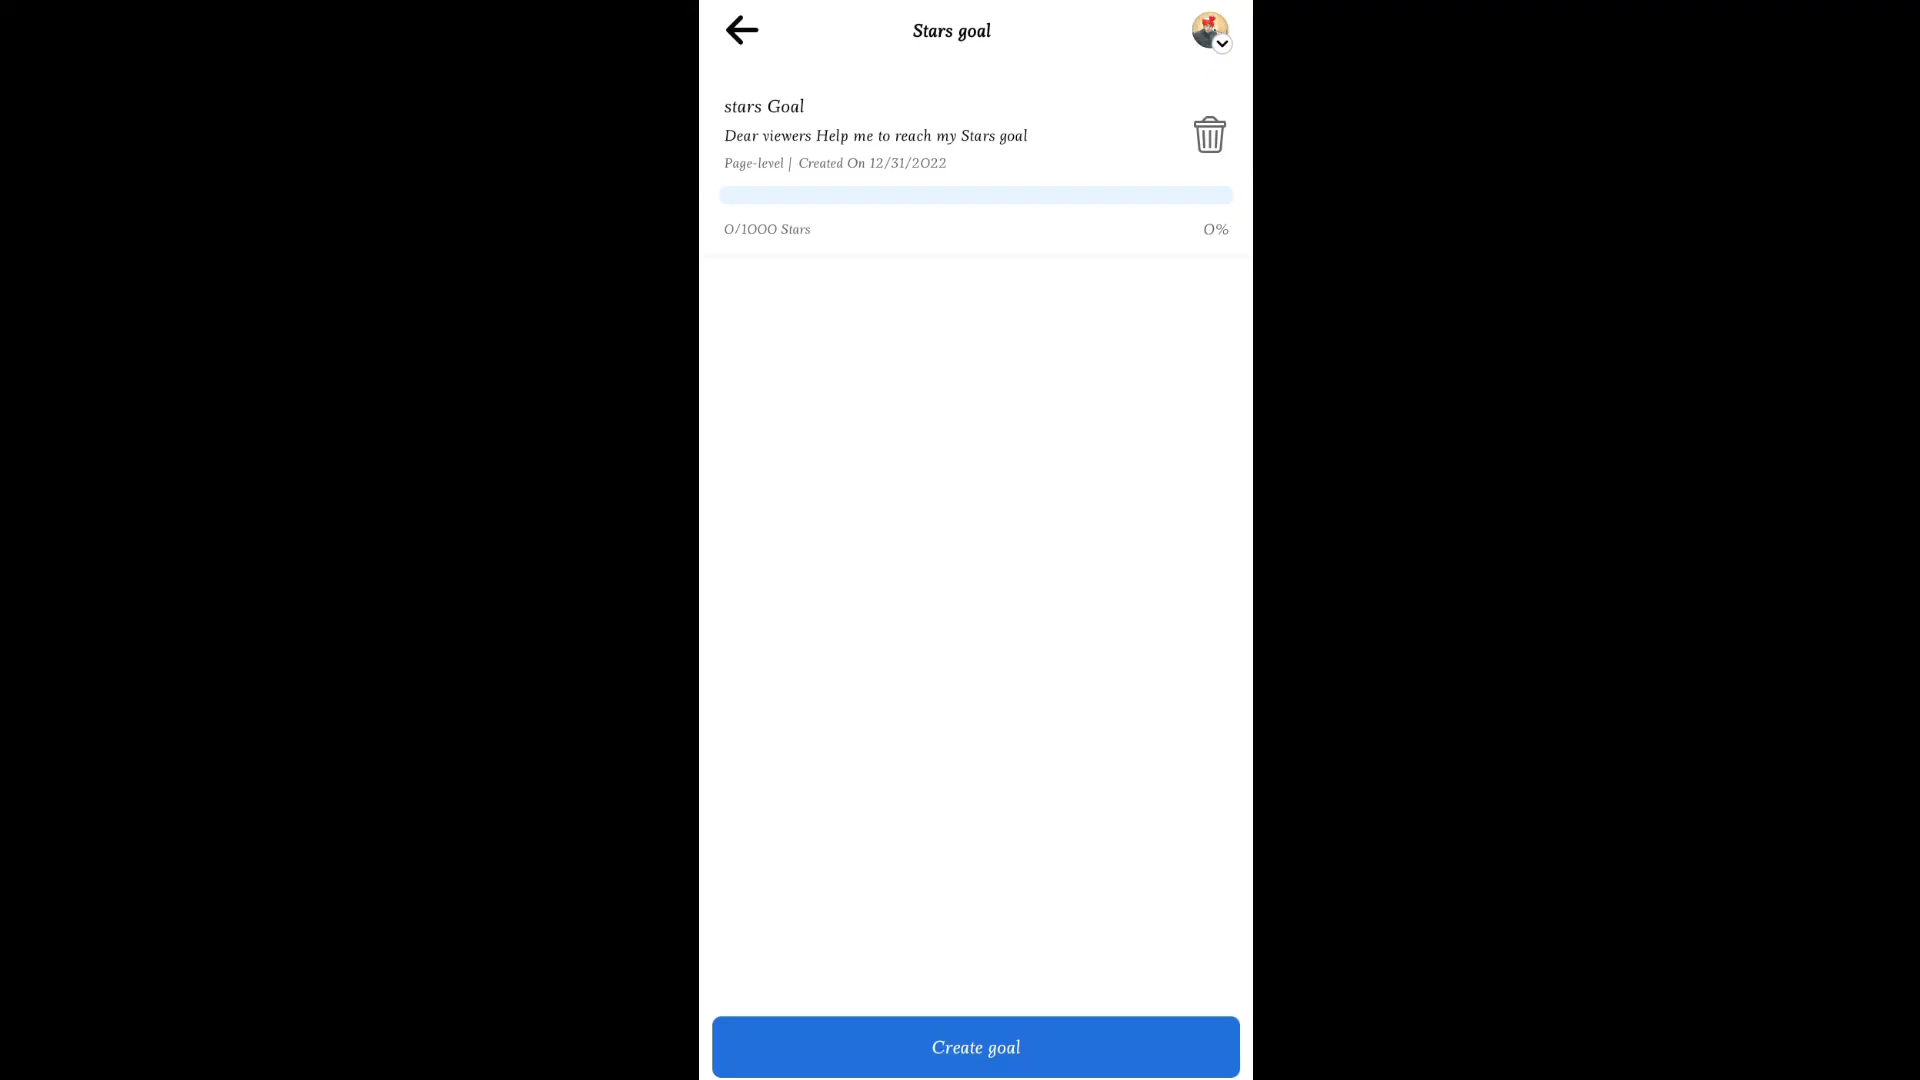 Stars goal
stars Goal
Dear viewers Help me to reach my Stars goal
Page-level | Created On 12/31/2022
0/1000 Stars
0%
Create goal